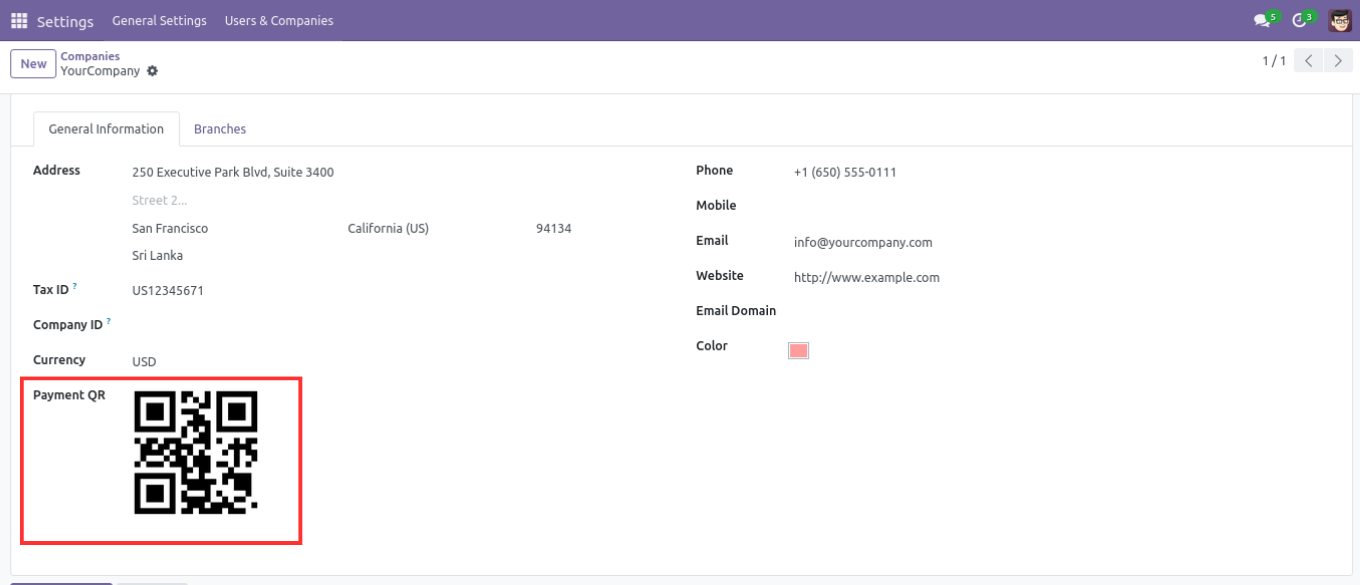 Settings General Settings Users & Companies 5 3
New Companies
YourCompany 1 / 1
General Information Branches
Address 250 Executive Park Blvd, Suite 3400
Street 2...
San Francisco California (US) 94134
Sri Lanka
Tax ID ? US12345671
Company ID ?
Currency USD
Payment QR
Phone +1 (650) 555-0111
Mobile
Email info@yourcompany.com
Website http://www.example.com
Email Domain
Color